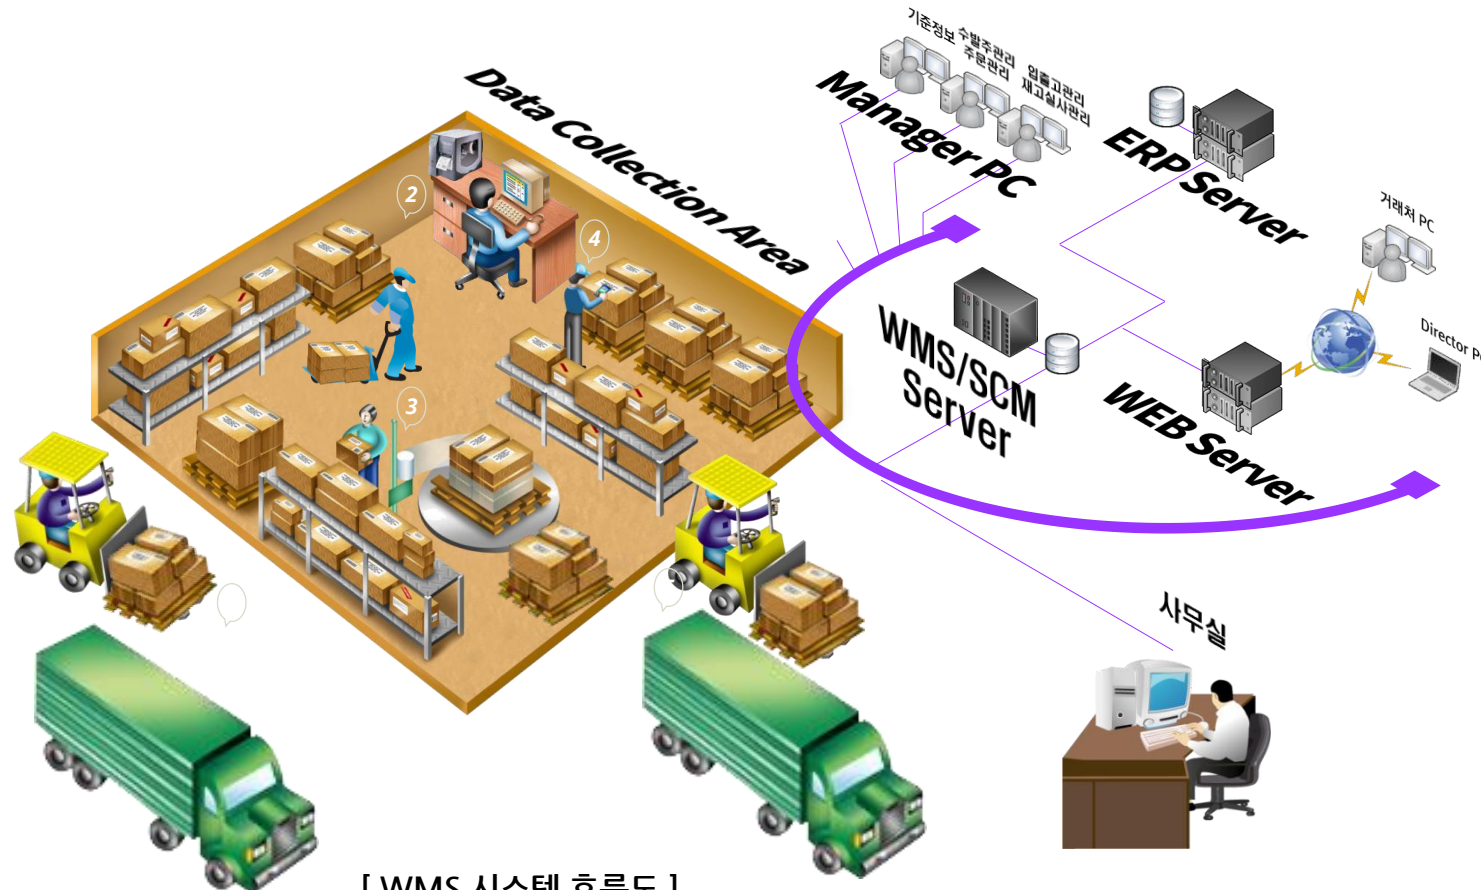 기준정보
수발주관리
주문관리
입출고관리
재고실사관리
Data Collection Area
Manager PC
ERP Server
2
4
거래처 PC
WMS/SCM
Server
Director
3
WEB Server
사무실
[ WMS 시스템 흐름도 ]